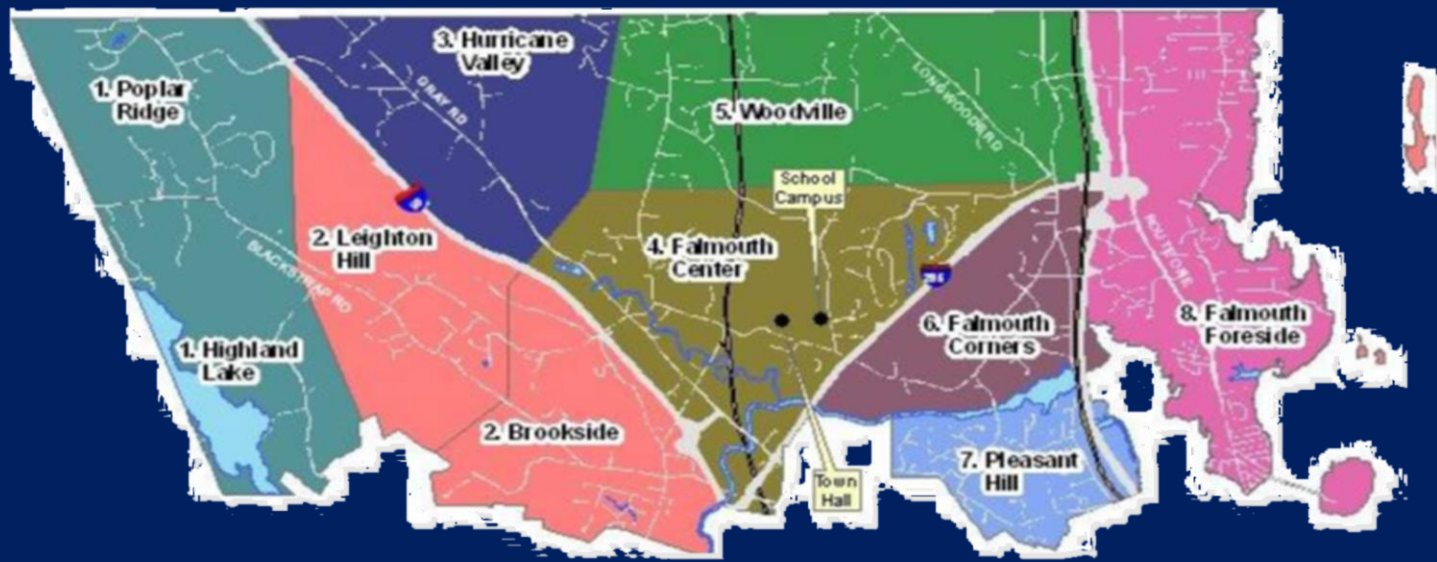 3. Hurricane
Valley
1. Poplar
Ridge
GRAY RD
5. Woodville
LONGWOODS RD
School
Campus
2. Leighton
Hill
BLACKSTRAP RD
4. Falmouth
Center
ROUTE
1. Highland
Lake
6. Falmouth
Corners
8. Falmouth
Foreside
2. Brookside
7. Pleasant
Hill
Town
Hall